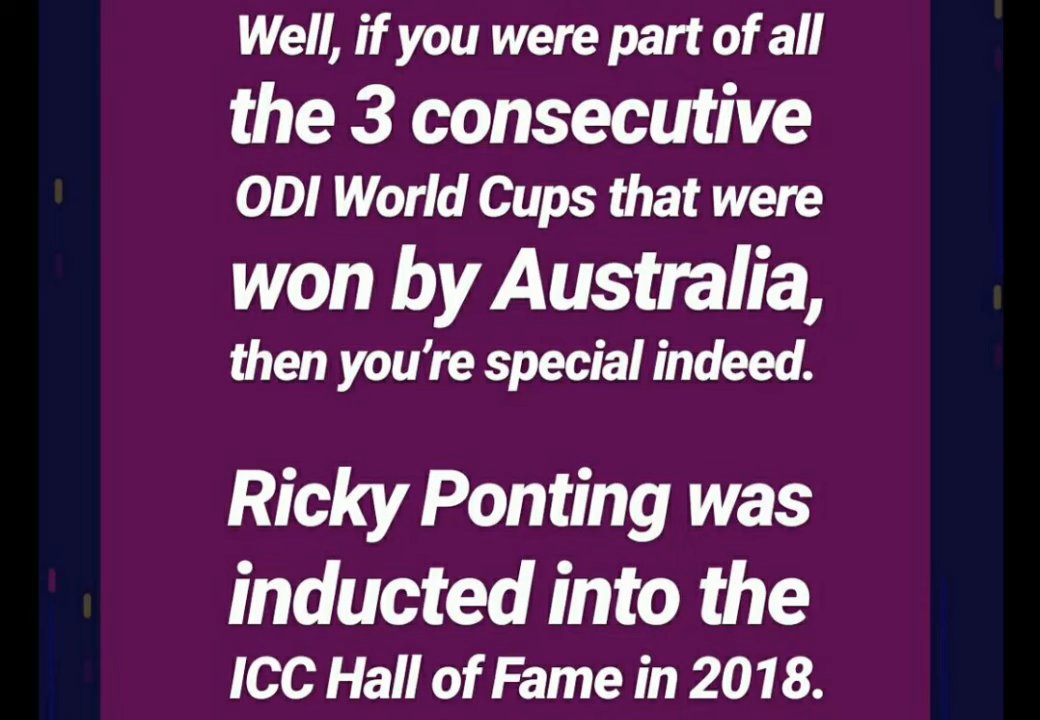 Well, if you were part of all
the 3 consecutive
ODI World Cups that were
won by Australia,
then you’re special indeed.
Ricky Ponting was
inducted into the
ICC Hall of Fame in 2018.